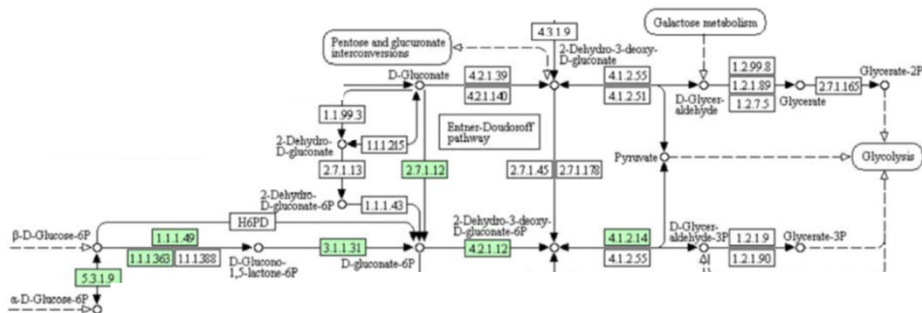 4.3.1.9
Galactose metabolism
Pentose and glucuronate
interconversions
2-Dehydro-3-deoxy-
D-gluconate
D-Gluconate
4.2.1.39
4.2.1.140
4.1.2.55
4.1.2.51
D-Glycer-
aldehyde
1.2.99.8
1.2.1.89
1.2.7.5
Glycerate
2.7.1.165
Glycerate-2P
1.1.99.3
2-Dehydro-
D-gluconate
1.1.1.215
Entner-Doudoroff
pathway
2.7.1.13
2.7.1.12
2.7.1.45
2.7.1.178
Pyruvate
Glycolysis
2-Dehydro-
D-gluconate-6P
1.1.1.43
H6PD
2-Dehydro-3-deoxy-
D-gluconate-6P
β-D-Glucose-6P
1.1.1.49
1.1.1.363
1.1.1.388
D-Glucono-
1,5-lactone-6P
3.1.1.31
D-gluconate-6P
4.2.1.12
4.1.2.14
4.1.2.55
D-Glycer-
aldehyde-3P
1.2.1.9
1.2.1.90
Glycerate-3P
5.3.1.9
α-D-Glucose-6P